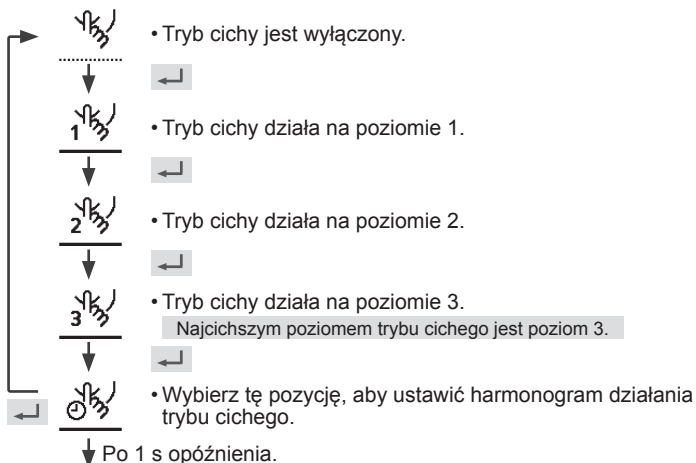 • Tryb cichy jest wyłączony.
1
• Tryb cichy działa na poziomie 1.
2
• Tryb cichy działa na poziomie 2.
3
• Tryb cichy działa na poziomie 3.
Najcichszym poziomem trybu cichego jest poziom 3.
• Wybierz tę pozycję, aby ustawić harmonogram działania
trybu cichego.
Po 1 s opóźnienia.